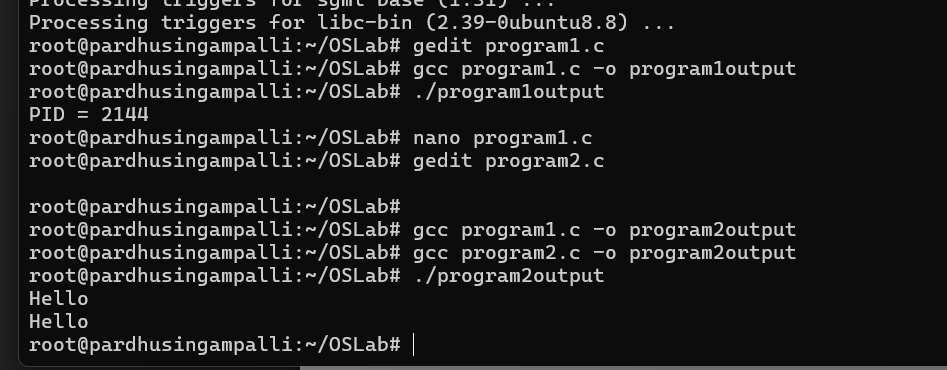 Processing triggers for sgml-base (1.31) ...
Processing triggers for libc-bin (2.39-0ubuntu8.8) ...
root@pardhusingampalli:~/OSLab# gedit program1.c
root@pardhusingampalli:~/OSLab# gcc program1.c -o program1output
root@pardhusingampalli:~/OSLab# ./program1output
PID = 2144
root@pardhusingampalli:~/OSLab# nano program1.c
root@pardhusingampalli:~/OSLab# gedit program2.c
root@pardhusingampalli:~/OSLab#
root@pardhusingampalli:~/OSLab# gcc program1.c -o program2output
root@pardhusingampalli:~/OSLab# gcc program2.c -o program2output
root@pardhusingampalli:~/OSLab# ./program2output
Hello
Hello
root@pardhusingampalli:~/OSLab#